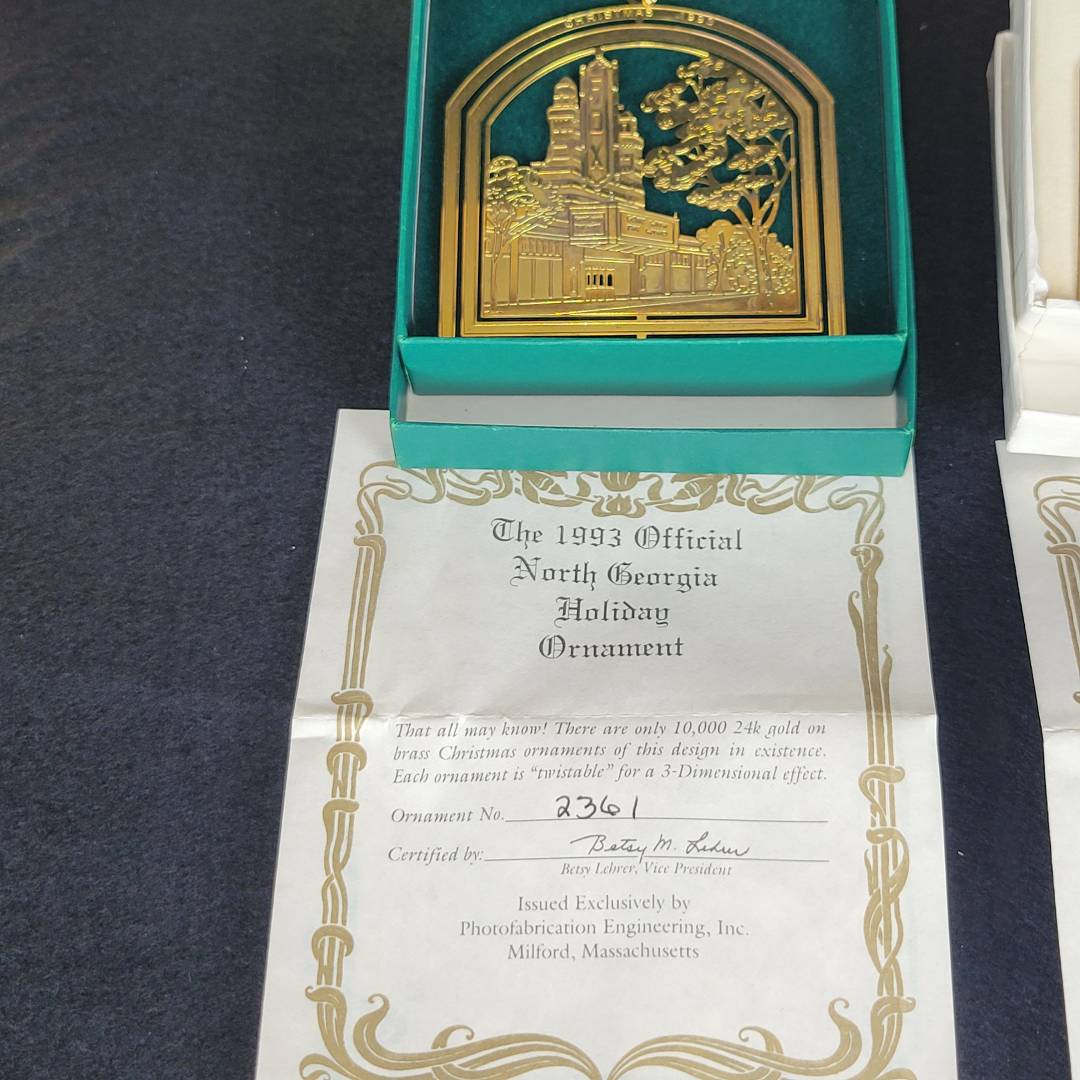 CHRISTMAS 1993
The 1993 Official
North Georgia
Holiday
Ornament
That all may know! There are only 10,000 24k gold on
brass Christmas ornaments of this design in existence.
Each ornament is "twistable" for a 3-Dimensional effect.
Ornament No. 2361
Certified by: Betsy M. Lehrer
Betsy Lehrer, Vice President
Issued Exclusively by
Photofabrication Engineering, Inc.
Milford, Massachusetts